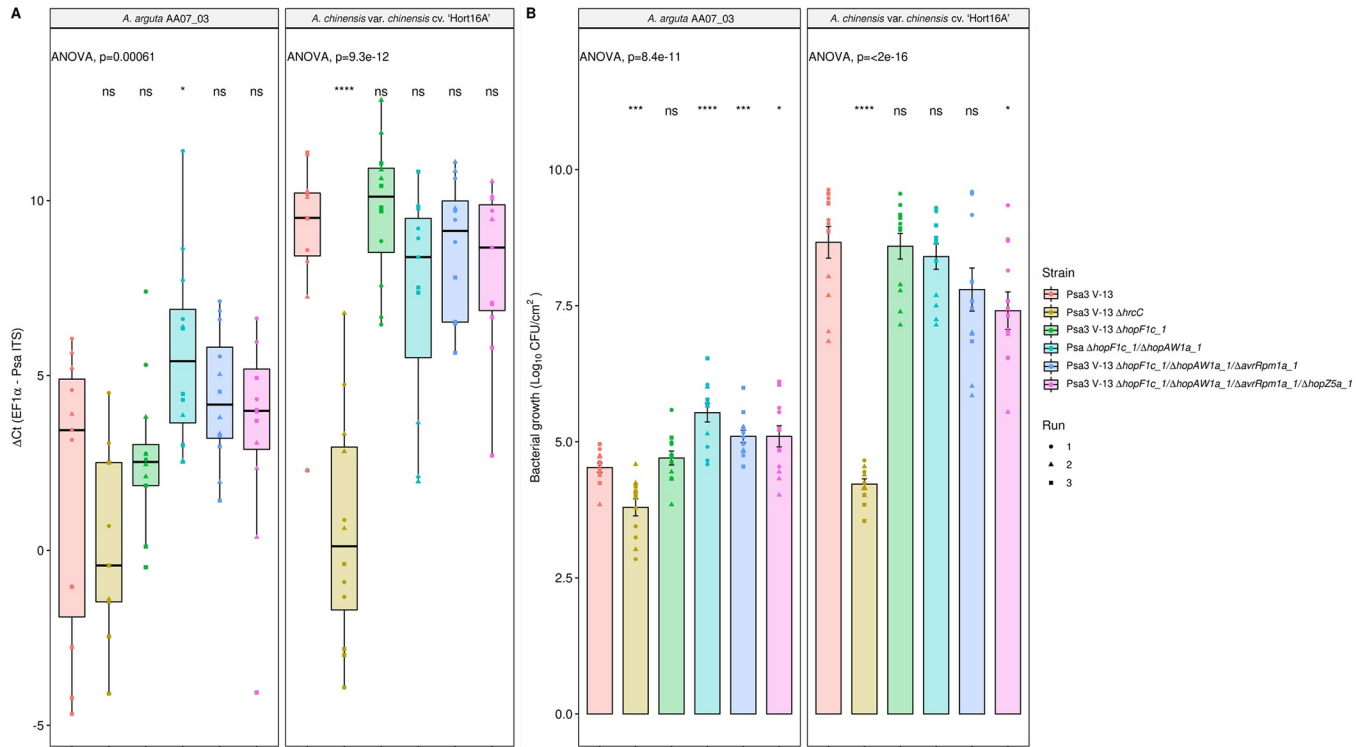 A
A. arguta AA07_03
A. chinensis var. chinensis cv. ‘Hort16A’
ANOVA, p=0.00061
ANOVA, p=9.3e-12
ns
ns
*
ns
ns
****
ns
ns
ns
ns
ΔCt (EF1α - Psa ITS)
10
5
0
-5
B
A. arguta AA07_03
A. chinensis var. chinensis cv. ‘Hort16A’
ANOVA, p=8.4e-11
ANOVA, p=<2e-16
***
ns
****
***
*
****
ns
ns
ns
*
Bacterial growth (Log10 CFU/cm2 )
10.0
7.5
5.0
2.5
0.0
Strain
Psa3 V-13
Psa3 V-13 ΔhrcC
Psa3 V-13 ΔhopF1c_1
Psa ΔhopF1c_1/ΔhopAW1a_1
Psa3 V-13 ΔhopF1c_1/ΔhopAW1a_1/ΔavrRpm1a_1
Psa3 V-13 ΔhopF1c_1/ΔhopAW1a_1/ΔavrRpm1a_1/ΔhopZ5a_1
Run
1
2
3